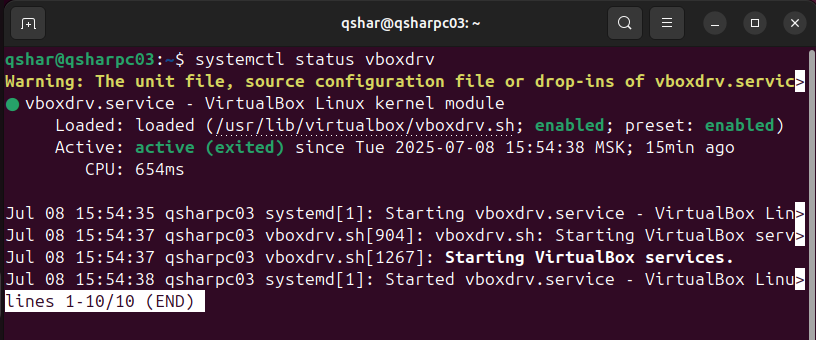 qshar@qsharpc03: ~
qshar@qsharpc03:~$ systemctl status vboxdrv
Warning: The unit file, source configuration file or drop-ins of vboxdrv.servic>
● vboxdrv.service - VirtualBox Linux kernel module
     Loaded: loaded (/usr/lib/virtualbox/vboxdrv.sh; enabled; preset: enabled)
     Active: active (exited) since Tue 2025-07-08 15:54:38 MSK; 15min ago
        CPU: 654ms

Jul 08 15:54:35 qsharpc03 systemd[1]: Starting vboxdrv.service - VirtualBox Lin>
Jul 08 15:54:37 qsharpc03 vboxdrv.sh[904]: vboxdrv.sh: Starting VirtualBox serv>
Jul 08 15:54:37 qsharpc03 vboxdrv.sh[1267]: Starting VirtualBox services.
Jul 08 15:54:38 qsharpc03 systemd[1]: Started vboxdrv.service - VirtualBox Linu>
lines 1-10/10 (END)